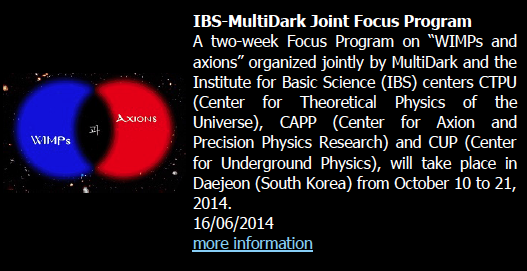 IBS-MultiDark Joint Focus Program
A two-week Focus Program on “WIMPs and
axions” organized jointly by MultiDark and the
Institute for Basic Science (IBS) centers CTPU
(Center for Theoretical Physics of the
Universe), CAPP (Center for Axion and
Precision Physics Research) and CUP (Center
for Underground Physics), will take place in
Daejeon (South Korea) from October 10 to 21,
2014.
16/06/2014
more information
WIMPs
Axions